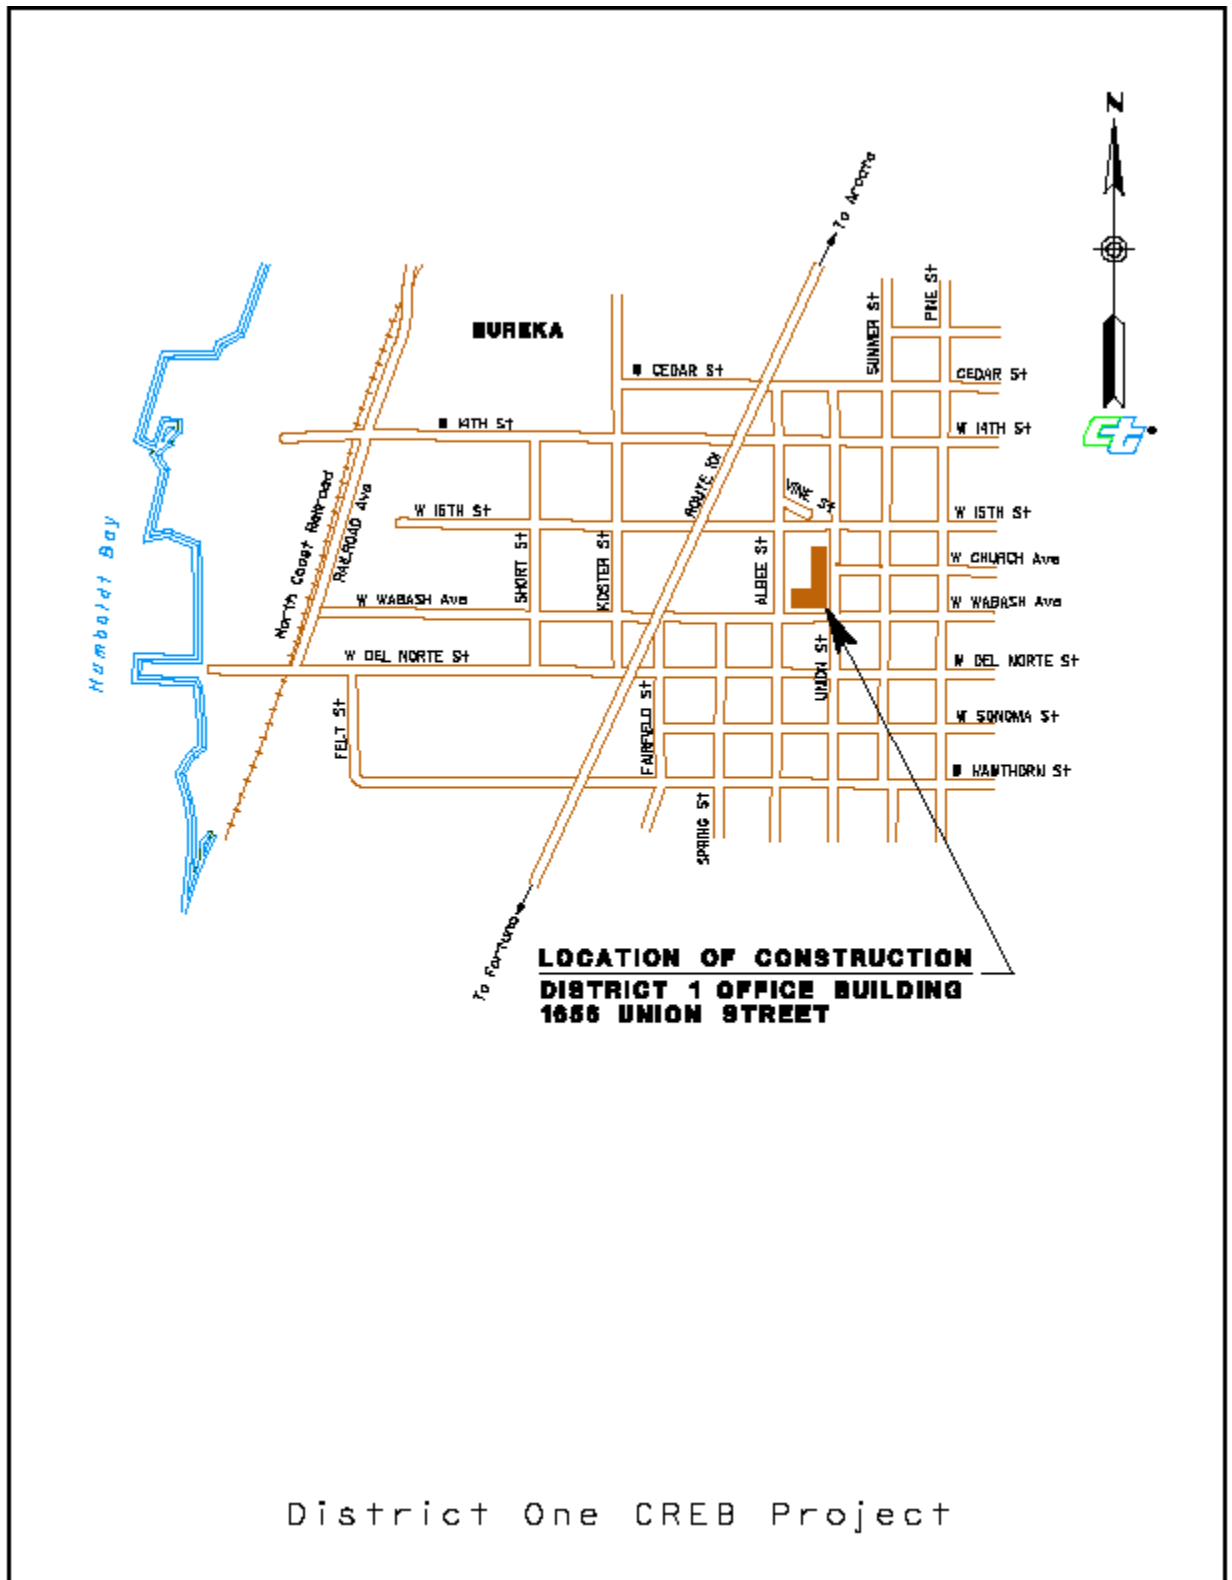 N
To Arcata
PINE St
SUMMER St
EUREKA
W CEDAR St
CEDAR St
W 14TH St
W 14TH St
ROUTE 101
VINE St
North Coast Railroad
RAILROAD Ave
W 15TH St
W 15TH St
Humboldt Bay
SHORT St
KOSTER St
ALBEE St
W CHURCH Ave
W WABASH Ave
W WABASH Ave
W DEL NORTE St
UNION St
W DEL NORTE St
FELT St
FAIRFIELD St
W SONOMA St
W HAWTHORN St
SPRING St
To Fortuna
LOCATION OF CONSTRUCTION
DISTRICT 1 OFFICE BUILDING
1656 UNION STREET
District One CREB Project